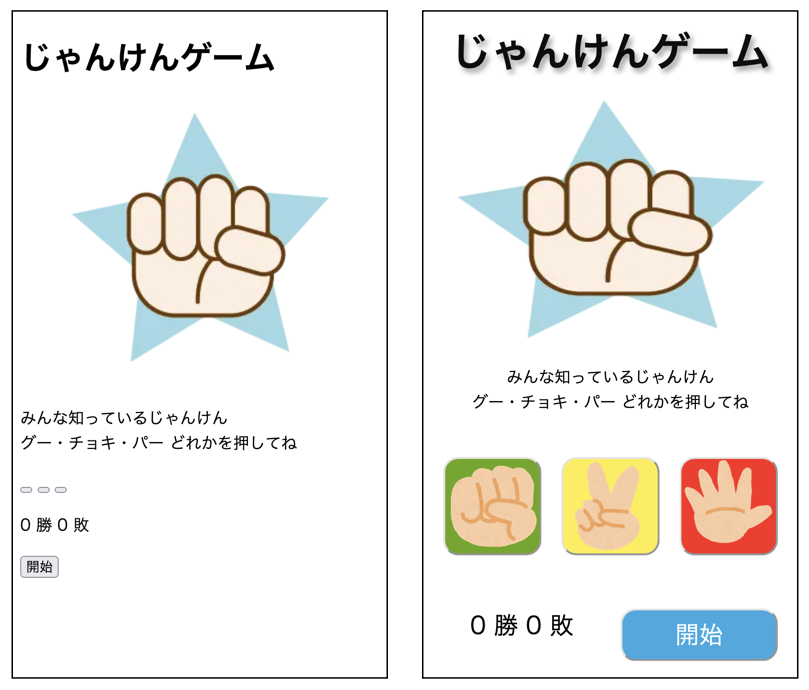 じゃんけんゲーム
みんな知っているじゃんけん
グー・チョキ・パー どれかを押してね
0 勝 0 敗
開始
じゃんけんゲーム
みんな知っているじゃんけん
グー・チョキ・パー どれかを押してね
0 勝 0 敗
開始